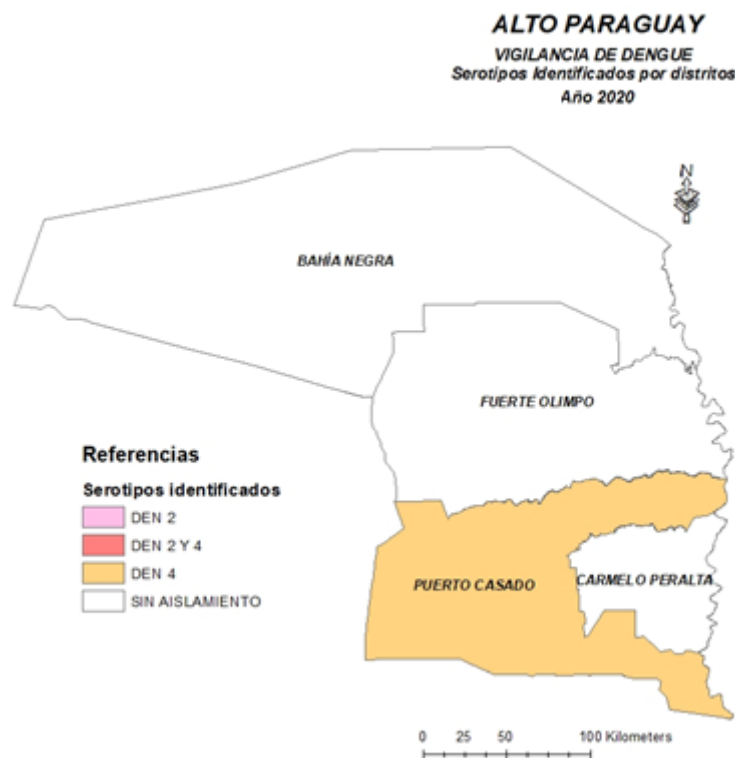 ALTO PARAGUAY
VIGILANCIA DE DENGUE
Serotipos Identificados por distritos
Año 2020
N
BAHÍA NEGRA
FUERTE OLIMPO
Referencias
Serotipos identificados
DEN 2
DEN 2 Y 4
DEN 4
SIN AISLAMIENTO
PUERTO CASADO
CARMELO PERALTA
0 25 50 100 Kilometers